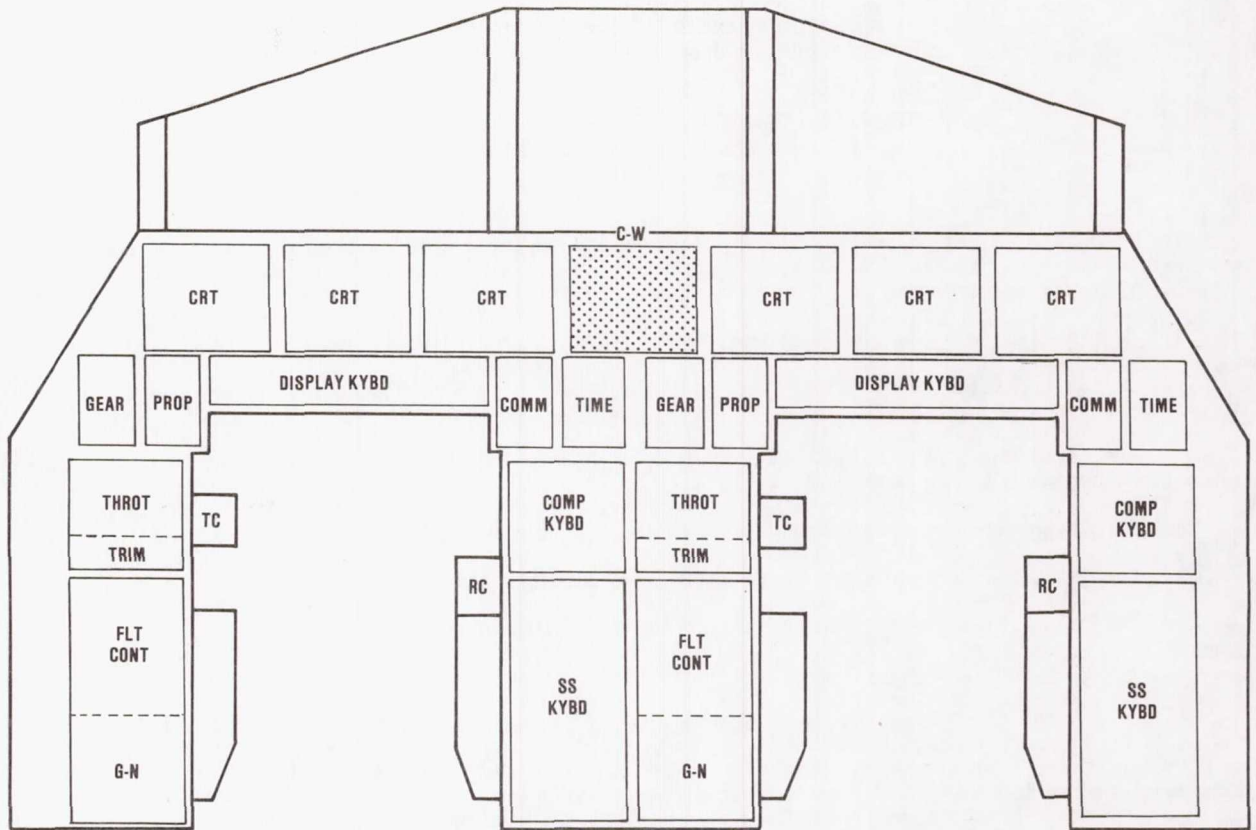 C-W
CRT CRT CRT CRT CRT CRT
GEAR PROP DISPLAY KYBD COMM TIME GEAR PROP DISPLAY KYBD COMM TIME
THROT
TRIM
TC
COMP
KYBD
THROT
TRIM
TC
COMP
KYBD
FLT
CONT
G-N
RC
SS
KYBD
FLT
CONT
G-N
RC
SS
KYBD